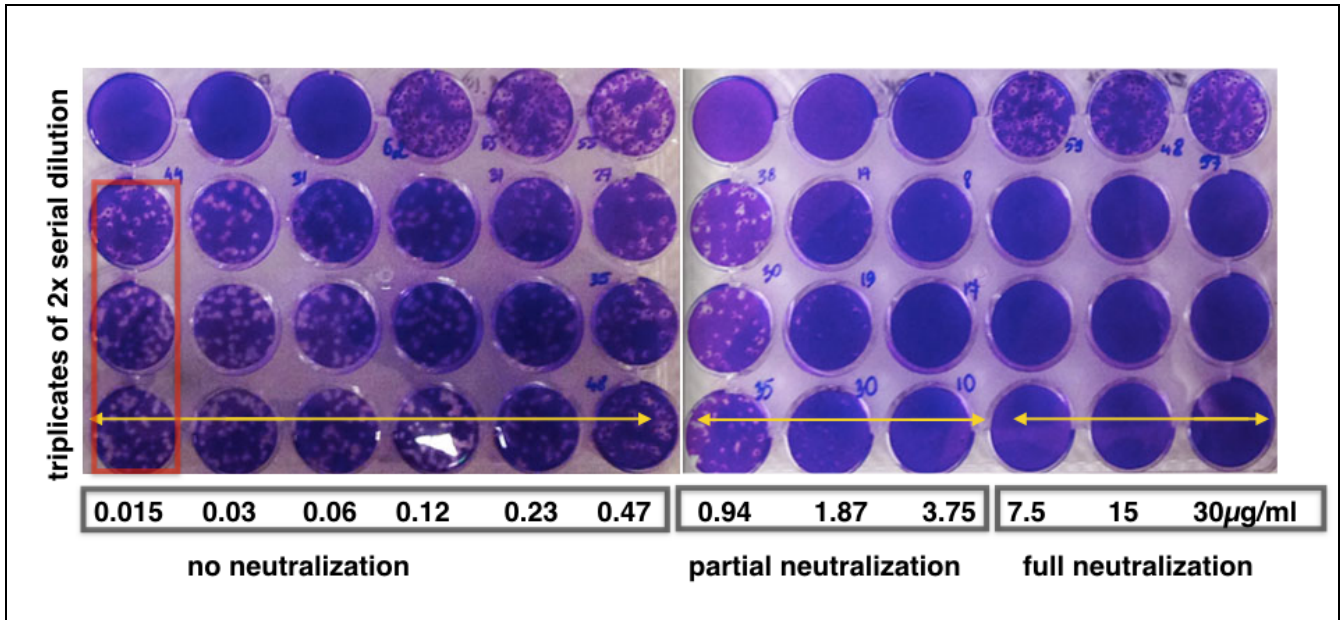 triplicates of 2x serial dilution
62 55 55 59 48 57
44 31 31 27 38 19 8
35 30 19 17
48 35 30 10
0.015 0.03 0.06 0.12 0.23 0.47 0.94 1.87 3.75 7.5 15 30µg/ml
no neutralization partial neutralization full neutralization